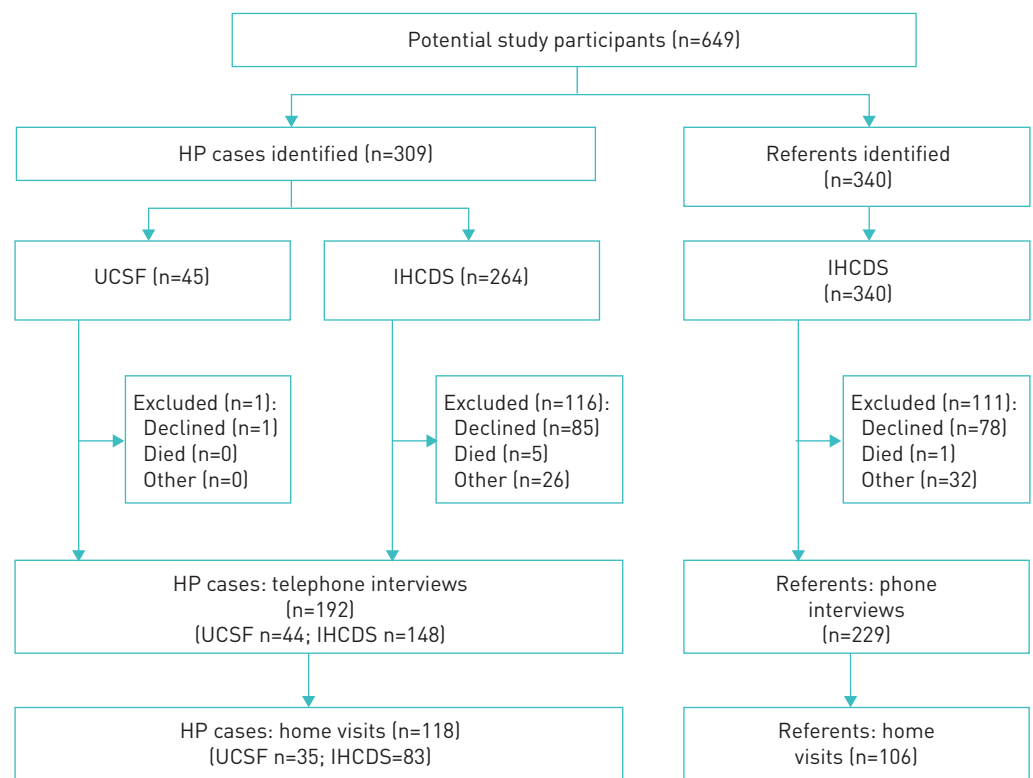 Potential study participants (n=649)
HP cases identified (n=309)
Referents identified
(n=340)
UCSF (n=45)
IHCDS (n=264)
IHCDS
(n=340)
Excluded (n=1):
Declined (n=1)
Died (n=0)
Other (n=0)
Excluded (n=116):
Declined (n=85)
Died (n=5)
Other (n=26)
Excluded (n=111):
Declined (n=78)
Died (n=1)
Other (n=32)
HP cases: telephone interviews
(n=192)
(UCSF n=44; IHCDS n=148)
Referents: phone
interviews
(n=229)
HP cases: home visits (n=118)
(UCSF n=35; IHCDS=83)
Referents: home
visits (n=106)